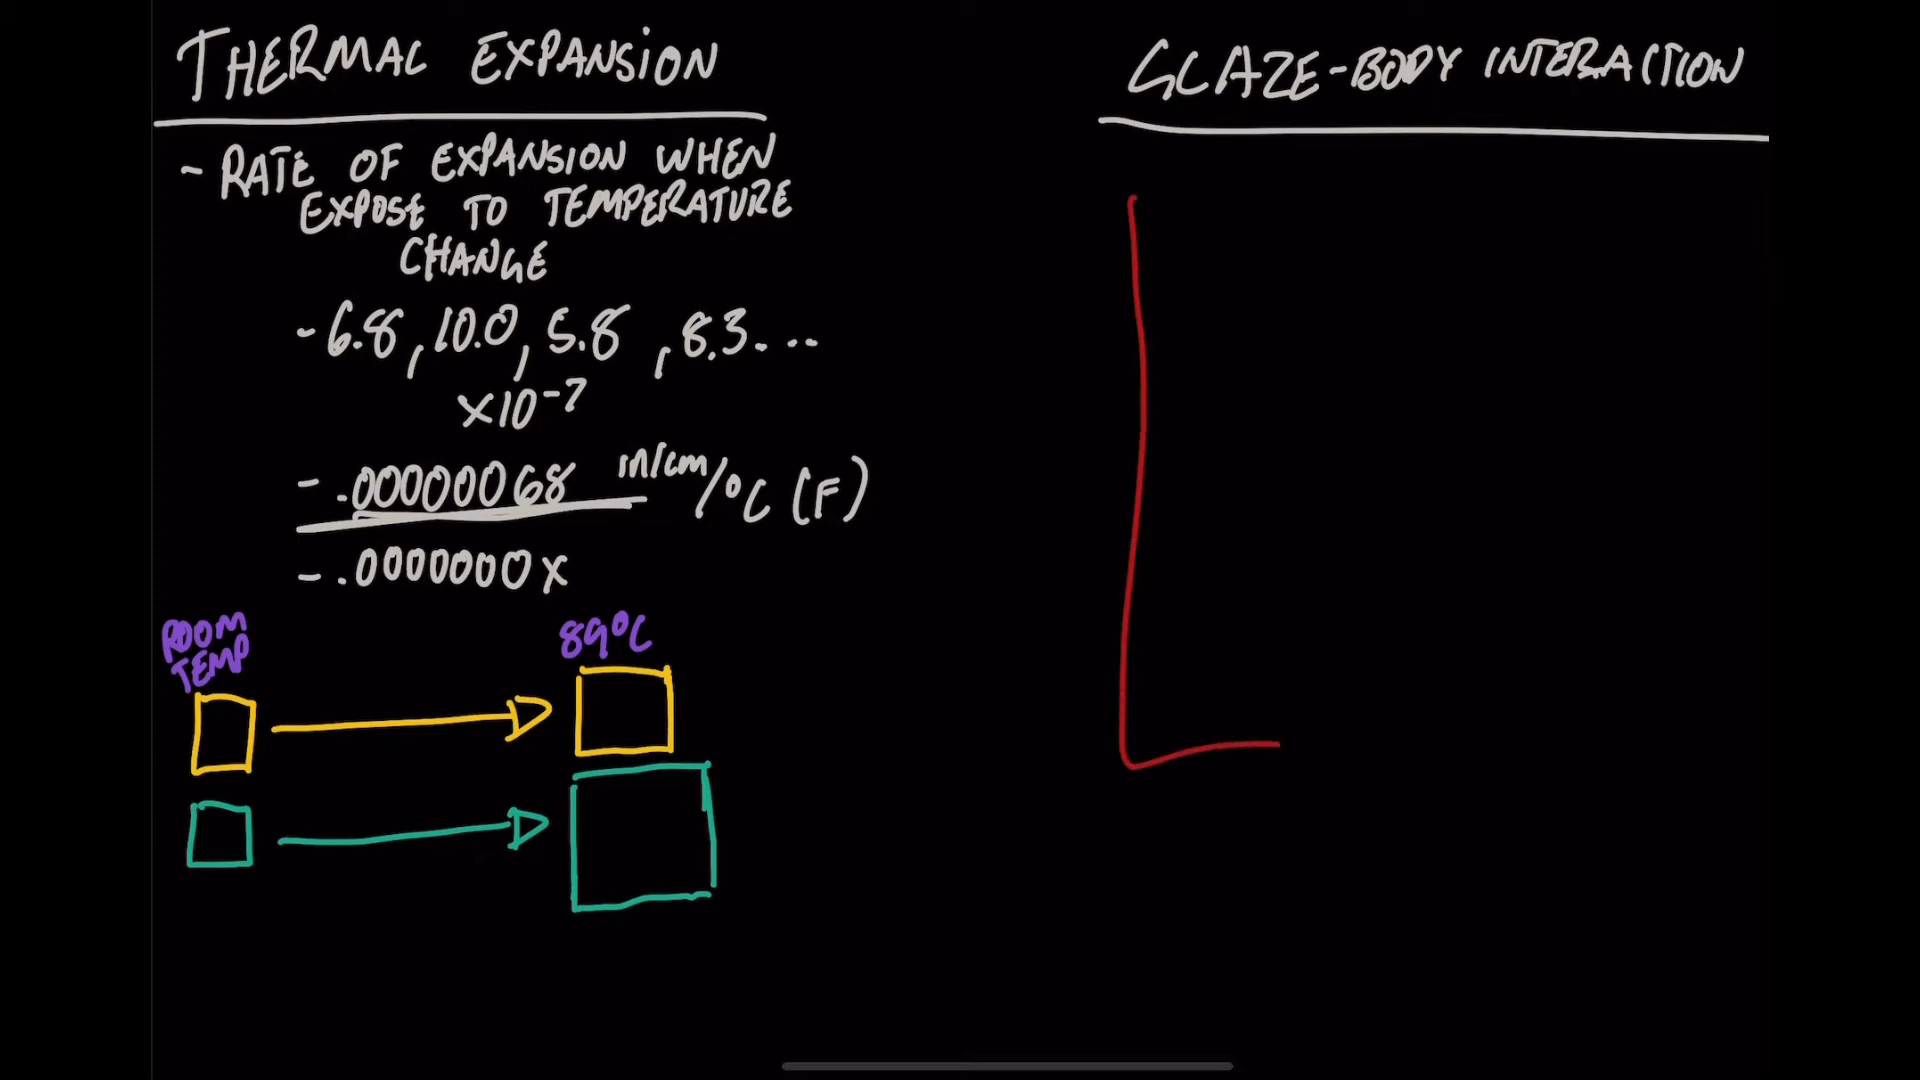 THERMAL EXPANSION
- RATE OF EXPANSION WHEN
EXPOSE TO TEMPERATURE
CHANGE
- 6.8, 10.0, 5.8, 8.3...
x10⁻⁷
- .00000068 in/cm/°C (F)
- .0000000x
ROOM
TEMP
89°C
GLAZE-BODY INTERACTION